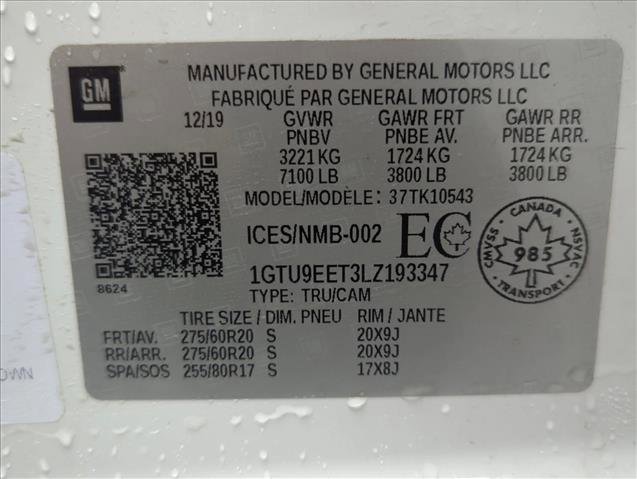 GM
MANUFACTURED BY GENERAL MOTORS LLC
FABRIQUÉ PAR GENERAL MOTORS LLC
12/19 GVWR GAWR FRT GAWR RR
PNBV PNBE AV. PNBE ARR.
3221 KG 1724 KG 1724 KG
7100 LB 3800 LB 3800 LB
MODEL/MODÈLE: 37TK10543
ICES/NMB-002 EC
CANADA
CMVSS 985 NSVAC
TRANSPORT
8624
1GTU9EET3LZ193347
TYPE: TRU/CAM
TIRE SIZE / DIM. PNEU RIM / JANTE
FRT/AV. 275/60R20 S 20X9J
RR/ARR. 275/60R20 S 20X9J
SPA/SOS 255/80R17 S 17X8J